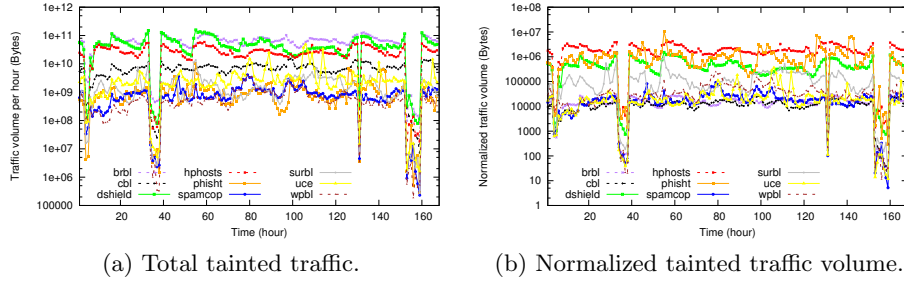 1e+12
1e+11
1e+10
1e+09
1e+08
1e+07
1e+06
100000
Traffic volume per hour (Bytes)
20 40 60 80 100 120 140 160
Time (hour)
brbl
cbl
dshield
hphosts
phisht
spamcop
surbl
uce
wpbl
(a) Total tainted traffic.
1e+08
1e+07
1e+06
100000
10000
1000
100
10
1
Normalized traffic volume (Bytes)
20 40 60 80 100 120 140 160
Time (hour)
brbl
cbl
dshield
hphosts
phisht
spamcop
surbl
uce
wpbl
(b) Normalized tainted traffic volume.